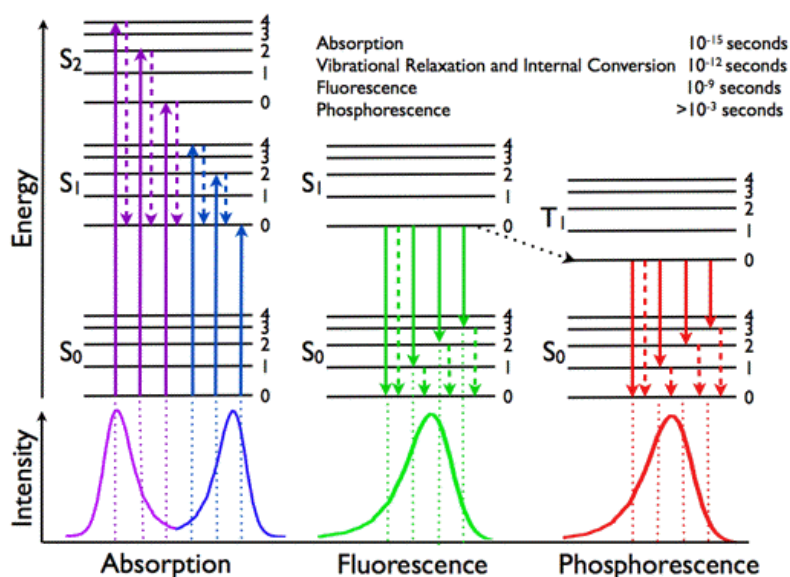 Absorption 10⁻¹⁵ seconds
Vibrational Relaxation and Internal Conversion 10⁻¹² seconds
Fluorescence 10⁻⁹ seconds
Phosphorescence >10⁻³ seconds
Energy
S₂
4
3
2
1
0
S₁
4
3
2
1
0
S₀
4
3
2
1
0
S₁
4
3
2
1
0
S₀
4
3
2
1
0
T₁
4
3
2
1
0
S₀
4
3
2
1
0
Intensity
Absorption
Fluorescence
Phosphorescence